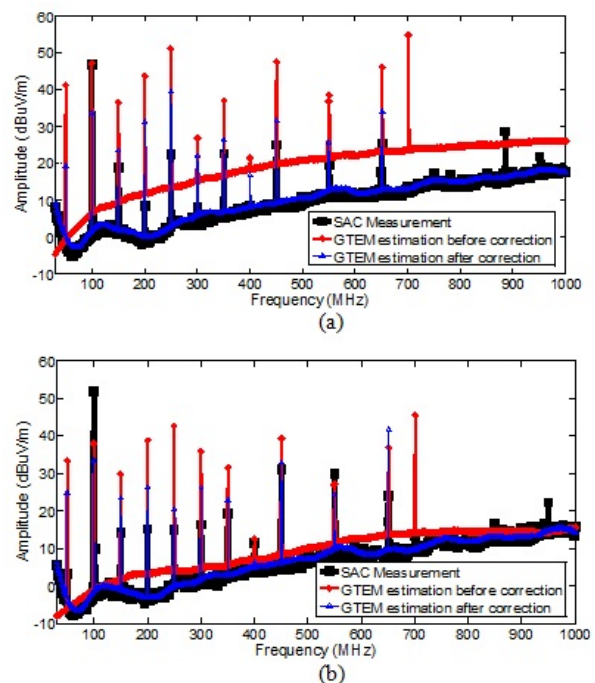 60
50
40
30
20
10
0
-10
Amplitude (dBuV/m)
SAC Measurement
GTEM estimation before correction
GTEM estimation after correction
100 200 300 400 500 600 700 800 900 1000
Frequency (MHz)
(a)
60
50
40
30
20
10
0
-10
Amplitude (dBuV/m)
SAC Measurement
GTEM estimation before correction
GTEM estimation after correction
100 200 300 400 500 600 700 800 900 1000
Frequency (MHz)
(b)